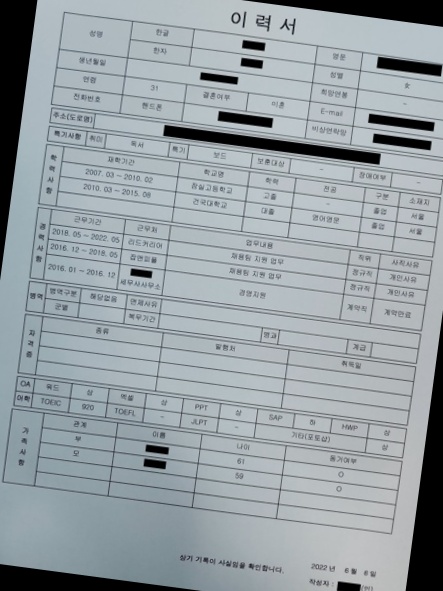 이 력 서
성명 한글 영문
한자 성별 女
생년월일 희망연봉 -
연령 31 결혼여부 미혼 E-mail
전화번호 핸드폰 비상연락망
주소(도로명)
특기사항 취미 독서 특기 보드 보훈대상 - 장애여부 -
학력사항 재학기간 학교명 학력 전공 구분 소재지
2007. 03 ~ 2010. 02 잠실고등학교 고졸 - 졸업 서울
2010. 03 ~ 2015. 08 건국대학교 대졸 영어영문 졸업 서울
경력사항 근무기간 근무처 업무내용 직위 사직사유
2018. 05 ~ 2022. 05 리드커리어 채용팀 지원 업무 정규직 개인사유
2016. 12 ~ 2018. 05 잡앤피플 채용팀 지원 업무 정규직 개인사유
2016. 01 ~ 2016. 12 세무사사무소 경영지원 계약직 계약만료
병역 병역구분 해당없음 면제사유
군별 복무기간 병과 계급
자격증 종류 발행처 취득일
OA 워드 상 엑셀 상 PPT 상 SAP 하 HWP 상
어학 TOEIC 920 TOEFL - JLPT - 기타(포토샵) 상
가족사항 관계 이름 나이 동거여부
부 61 O
모 59 O
상기 기록이 사실임을 확인합니다.
2022 년 6 월 6 일
작성자 : (인)